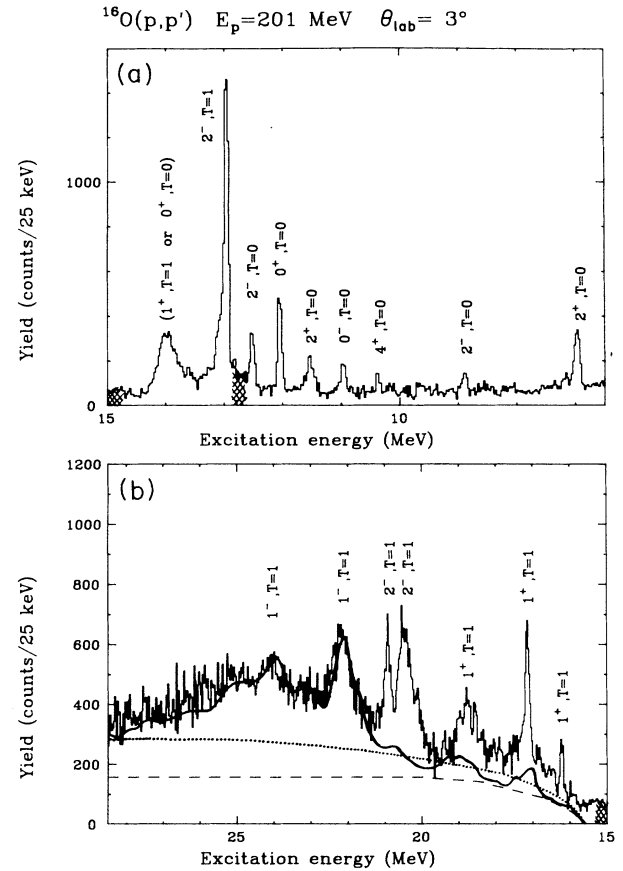 ¹⁶O(p,p′) Eₚ=201 MeV θₗₐᵦ= 3°
(a)
Yield (counts/25 keV)
1000
0
(1⁺,T=1 or 0⁺,T=0)
2⁻,T=1
2⁻,T=0
0⁺,T=0
2⁺,T=0
0⁻,T=0
4⁺,T=0
2⁻,T=0
2⁺,T=0
15
10
Excitation energy (MeV)
(b)
Yield (counts/25 keV)
1200
1000
800
600
400
200
0
1⁻,T=1
1⁻,T=1
2⁻,T=1
2⁻,T=1
1⁺,T=1
1⁺,T=1
1⁺,T=1
25
20
15
Excitation energy (MeV)